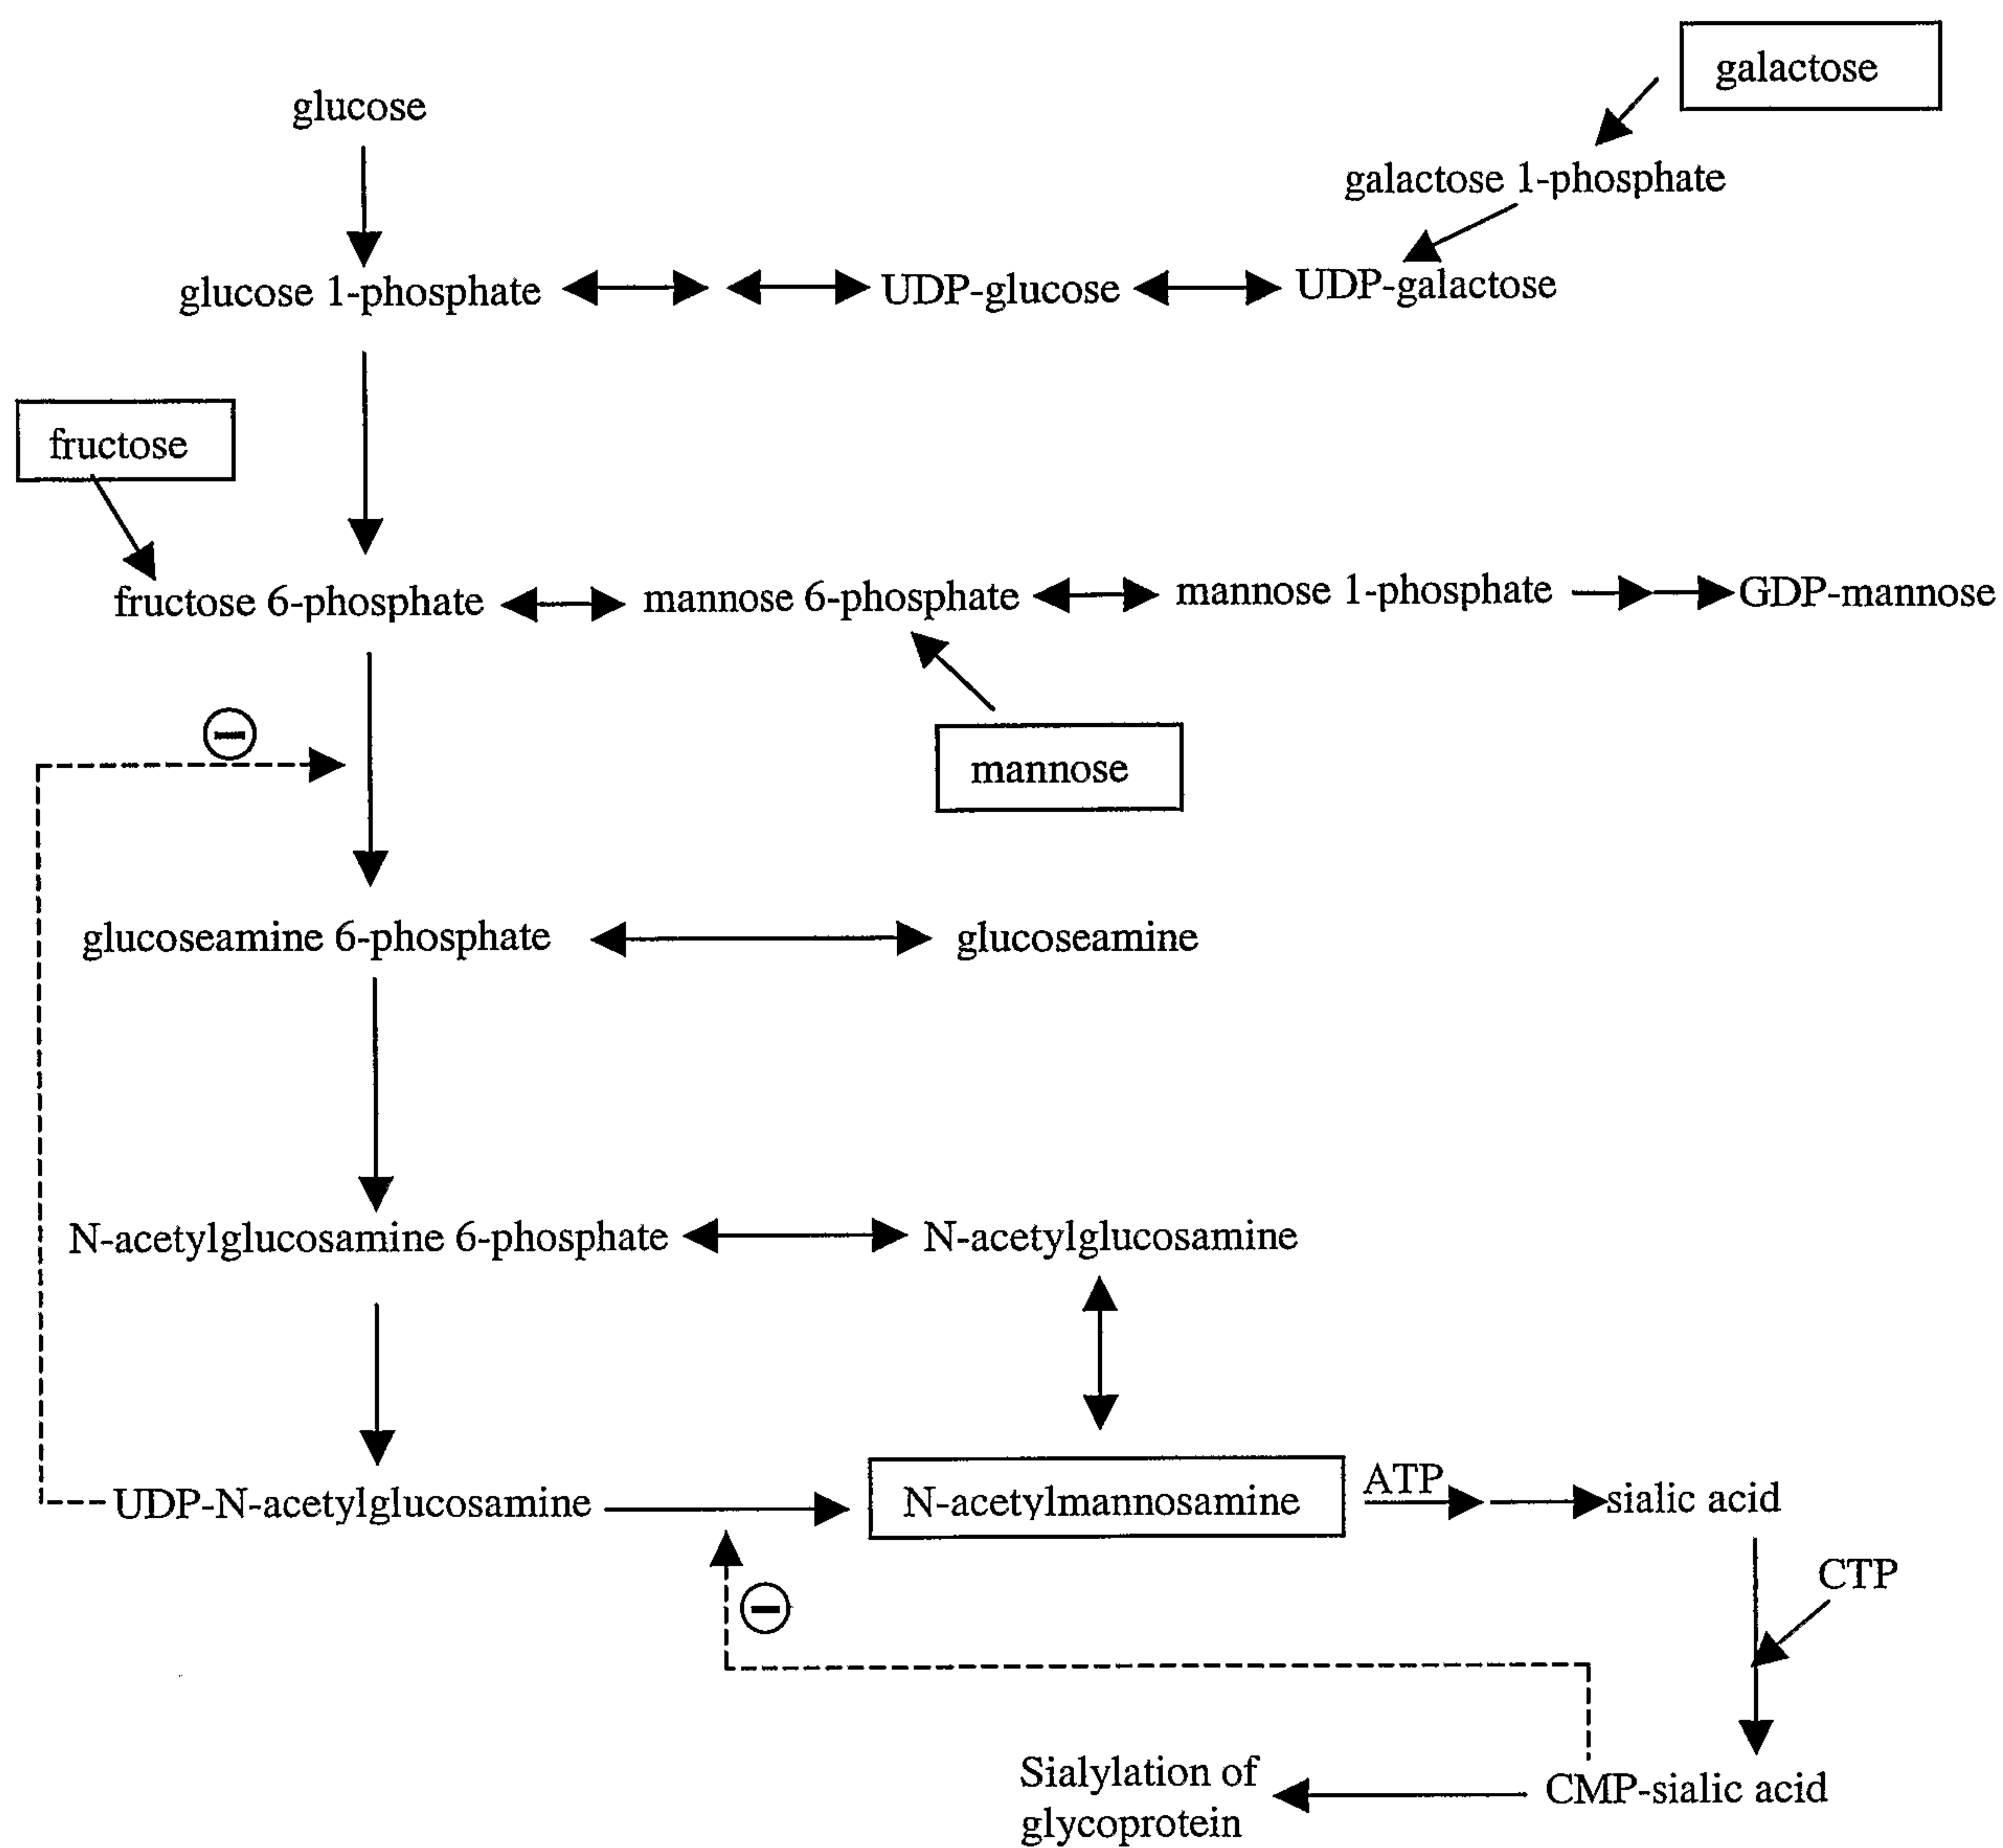 galactose
glucose
galactose 1-phosphate
glucose 1-phosphate
UDP-glucose
UDP-galactose
fructose
fructose 6-phosphate
mannose 6-phosphate
mannose 1-phosphate
GDP-mannose
mannose
glucoseamine 6-phosphate
glucoseamine
N-acetylglucosamine 6-phosphate
N-acetylglucosamine
UDP-N-acetylglucosamine
N-acetylmannosamine
ATP
sialic acid
CTP
Sialylation of
glycoprotein
CMP-sialic acid